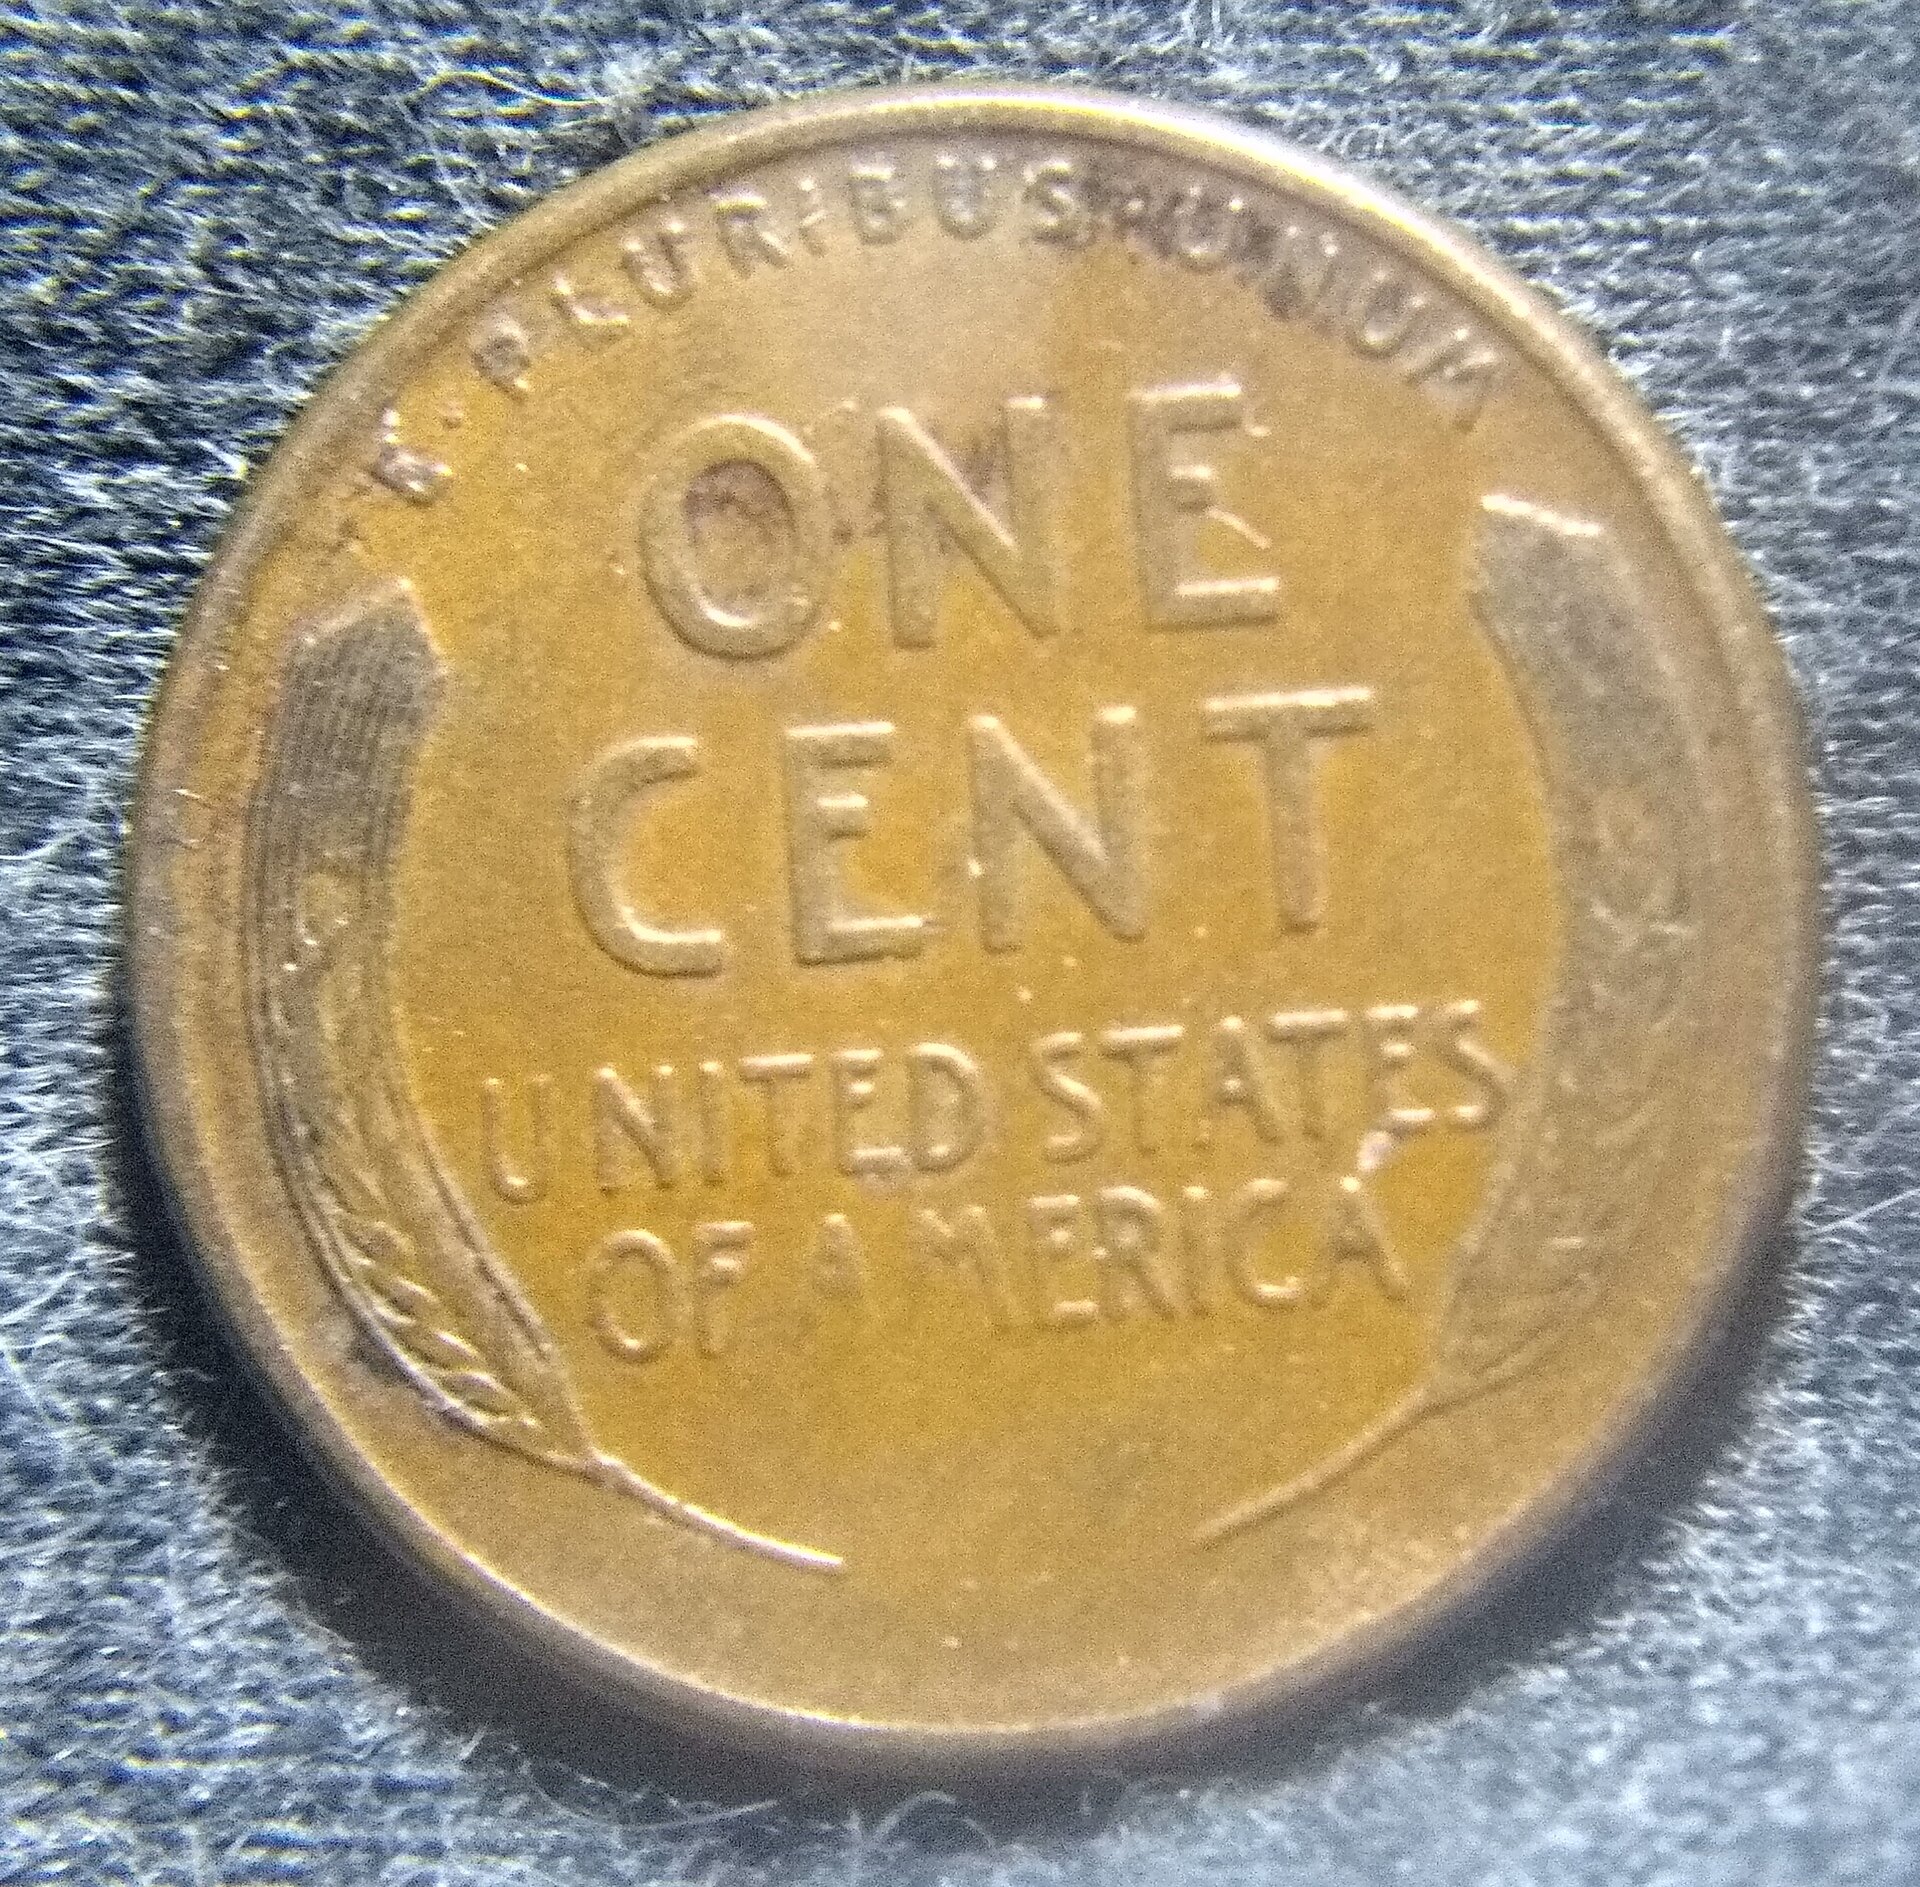 E·PLURIBUS·UNUM
ONE
CENT
UNITED STATES
OF AMERICA